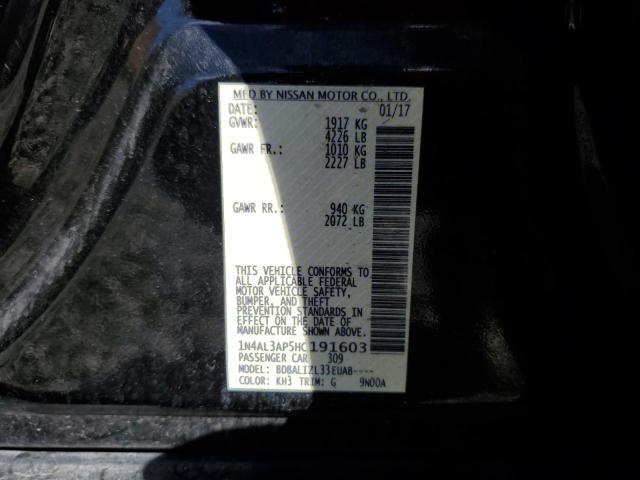 MFD BY NISSAN MOTOR CO., LTD.
DATE: 01/17
GVWR: 1917 KG
4226 LB
GAWR FR.: 1010 KG
2227 LB
GAWR RR.: 940 KG
2072 LB
THIS VEHICLE CONFORMS TO
ALL APPLICABLE FEDERAL
MOTOR VEHICLE SAFETY,
BUMPER, AND THEFT
PREVENTION STANDARDS IN
EFFECT ON THE DATE OF
MANUFACTURE SHOWN ABOVE.
1N4AL3AP5HC191603
PASSENGER CAR 309
MODEL: BDBALIZL33EUAB----
COLOR: KH3 TRIM: G 9N00A